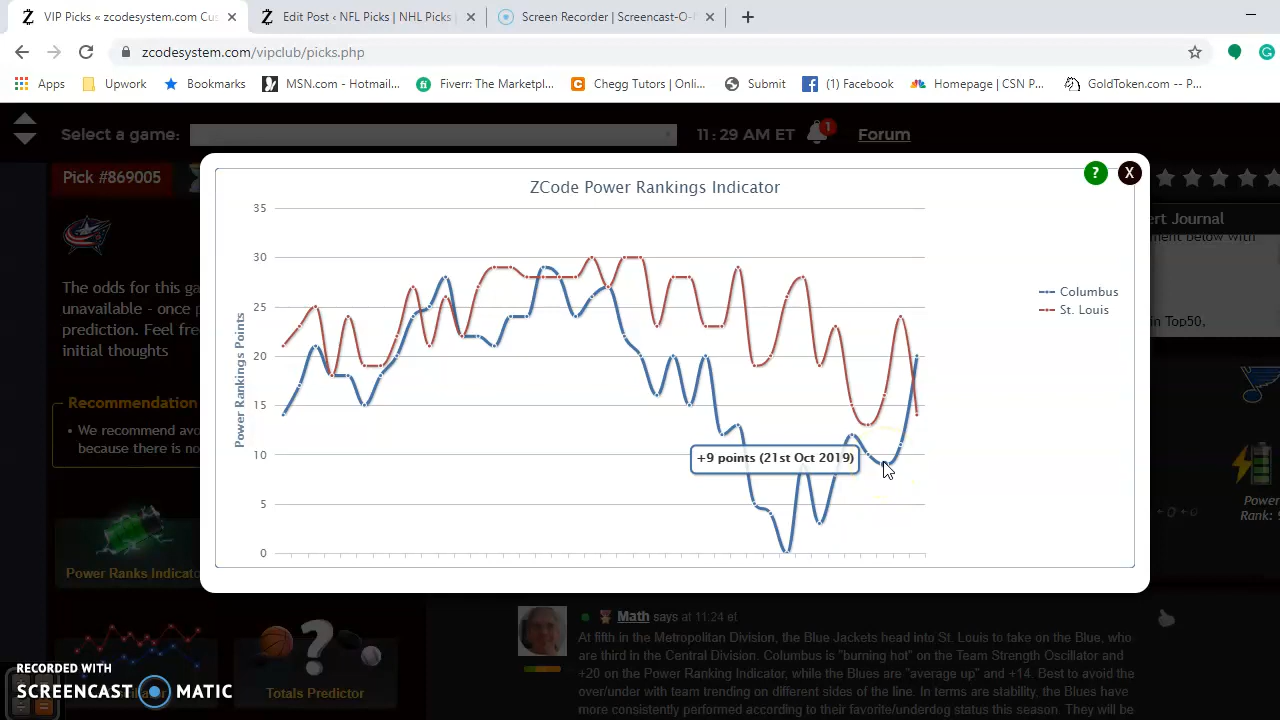 VIP Picks « zcodesystem.com Cus
Edit Post ‹ NFL Picks | NHL Picks |
Screen Recorder | Screencast-O-
zcodesystem.com/vipclub/picks.php
Apps
Upwork
Bookmarks
MSN.com - Hotmail...
Fiverr: The Marketpl...
Chegg Tutors | Onli...
Submit
(1) Facebook
Homepage | CSN P...
GoldToken.com -- P...
Select a game:
11:29 AM ET
1
Forum
Pick #869005
ert Journal
ment below with
The odds for this ga
unavailable - once p
prediction. Feel fre
initial thoughts
in Top50,
Recommendation
• We recommend avo
because there is no
ZCode Power Rankings Indicator
?
X
Power Rankings Points
35
30
25
20
15
10
5
0
Columbus
St. Louis
+9 points (21st Oct 2019)
Power
Rank: 5
Power Ranks Indicato
Totals Predictor
Math says at 11:24 et
At fifth in the Metropolitan Division, the Blue Jackets head into St. Louis to take on the Blue, who
are third in the Central Division. Columbus is "burning hot" on the Team Strength Oscillator and
+20 on the Power Ranking Indicator, while the Blues are "average up" and +14. Best to avoid the
over/under with team trending on different sides of the line. In terms are stability, the Blues have
more consistently performed according to their favorite/underdog status this season. They will be
RECORDED WITH
SCREENCAST MATIC